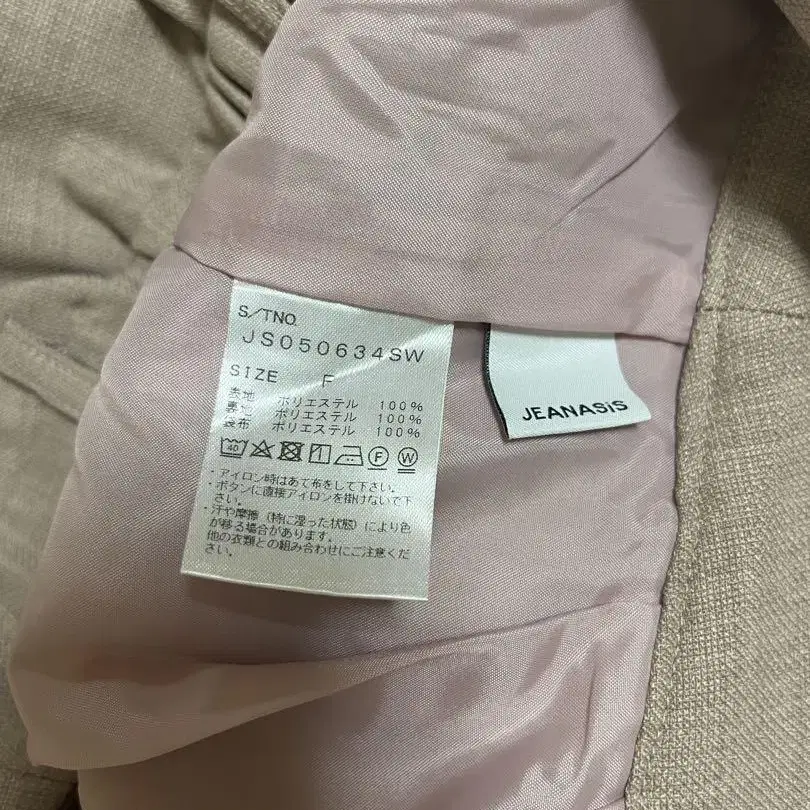 S/TNO.
JS050634SW
SIZE F
表地 ポリエステル 100%
裏地 ポリエステル 100%
ポリエステル 100%
40 F W
・アイロン時はあて布をして下さい。
・ボタンに直接アイロンを掛けないで下
さい。
・汗や摩擦（特に湿った状態）により色
が移る場合があります。
他の衣類との組み合わせにご注意くだ
さい。
JEANASiS